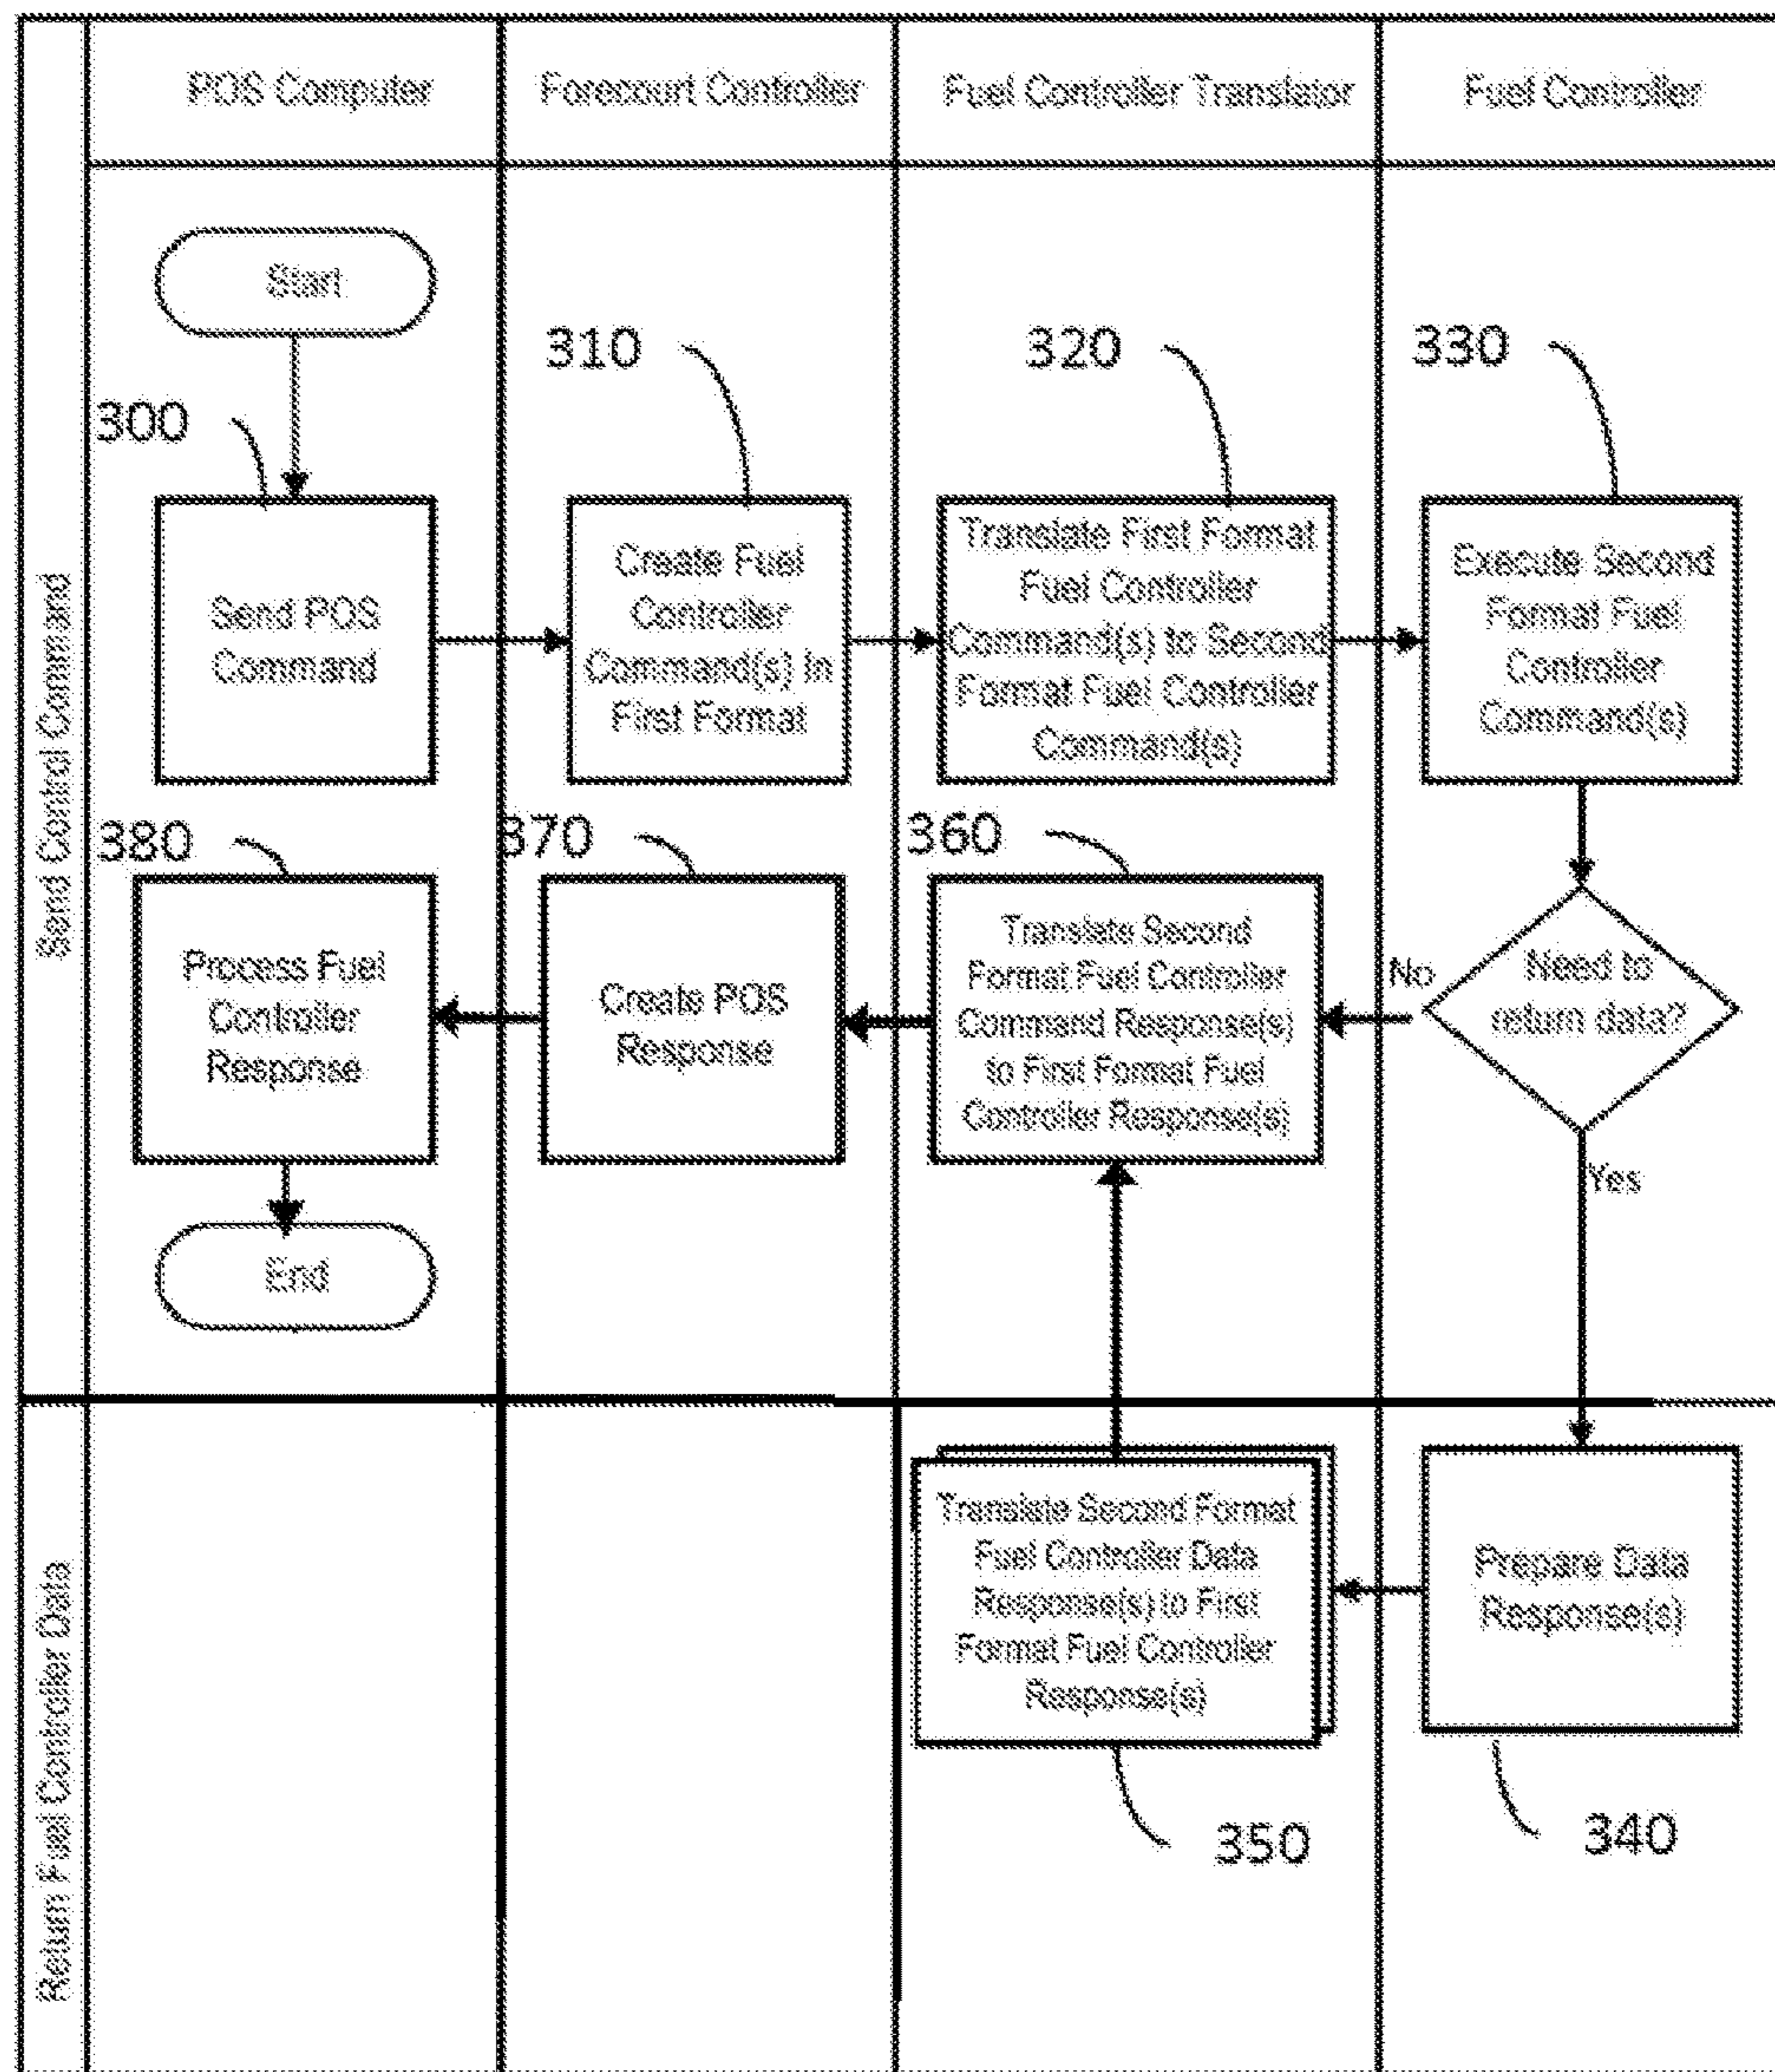 POS Computer
Forecourt Controller
Fuel Controller Translator
Fuel Controller
Send Control Command
Start
300
310
320
330
Send POS
Command
Create Fuel
Controller
Command(s) in
First Format
Translate First Format
Fuel Controller
Command(s) to Second
Format Fuel Controller
Command(s)
Execute Second
Format Fuel
Controller
Command(s)
380
370
360
Process Fuel
Controller
Response
Create POS
Response
Translate Second
Format Fuel Controller
Command Response(s)
to First Format Fuel
Controller Response(s)
No
Need to
return data?
Yes
End
Return Fuel Controller Data
Translate Second Format
Fuel Controller Data
Response(s) to First
Format Fuel Controller
Response(s)
Prepare Data
Response(s)
350
340